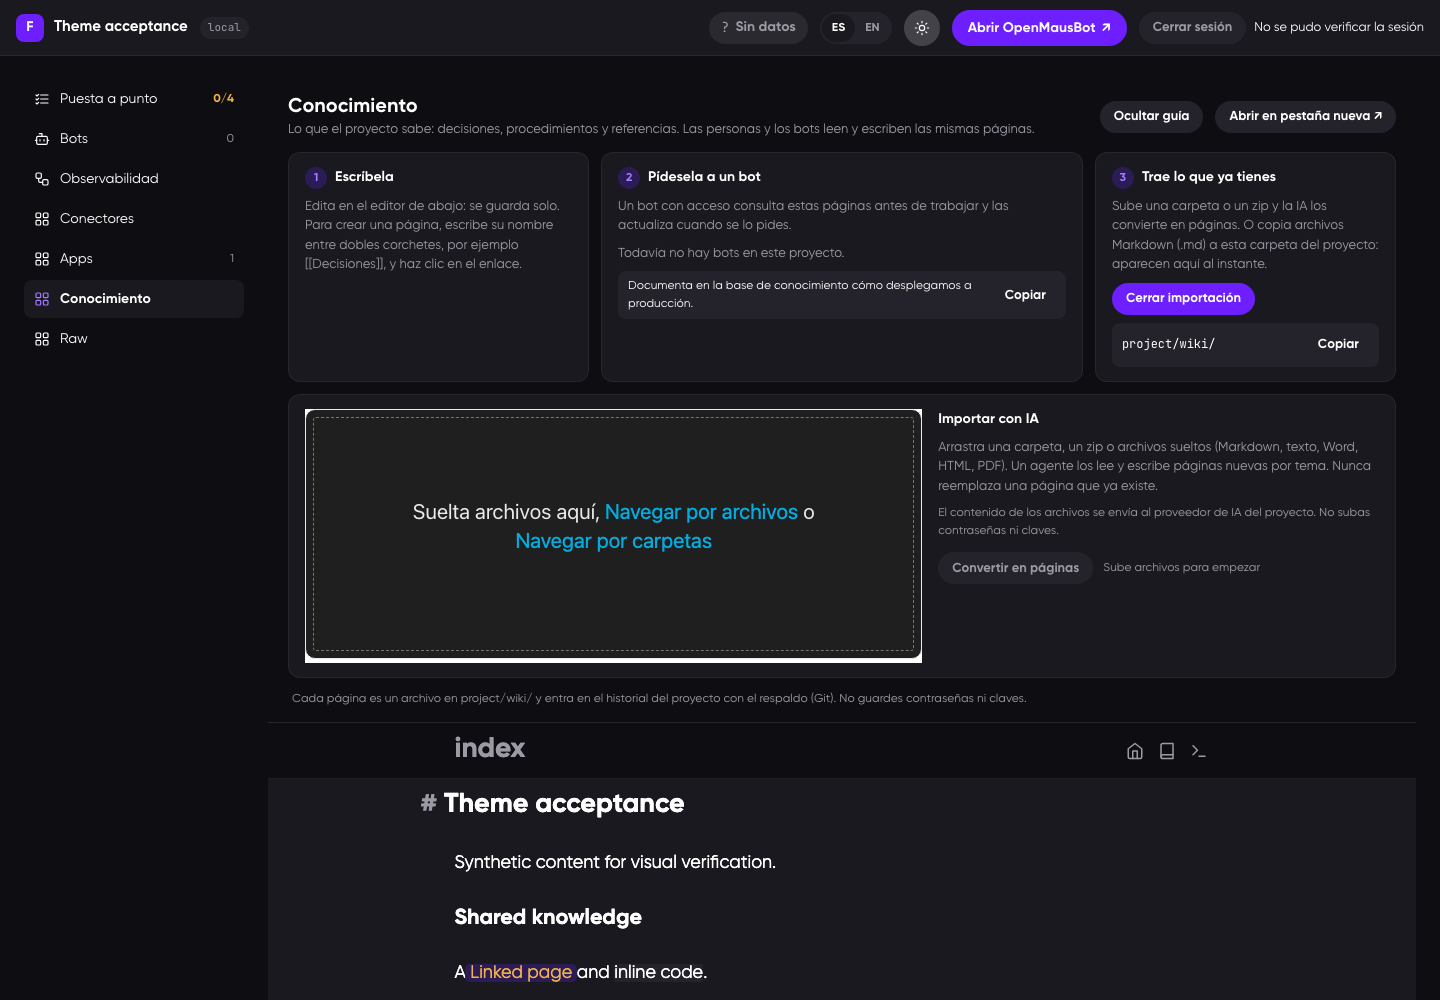 F Theme acceptance local
? Sin datos ES EN Abrir OpenMausBot ↗ Cerrar sesión No se pudo verificar la sesión
Puesta a punto 0/4
Bots 0
Observabilidad
Conectores
Apps 1
Conocimiento
Raw
Conocimiento
Lo que el proyecto sabe: decisiones, procedimientos y referencias. Las personas y los bots leen y escriben las mismas páginas.
Ocultar guía Abrir en pestaña nueva ↗
1 Escríbela
Edita en el editor de abajo: se guarda solo.
Para crear una página, escribe su nombre
entre dobles corchetes, por ejemplo
[[Decisiones]], y haz clic en el enlace.
2 Pídesela a un bot
Un bot con acceso consulta estas páginas antes de trabajar y las
actualiza cuando se lo pides.
Todavía no hay bots en este proyecto.
Documenta en la base de conocimiento cómo desplegamos a
producción.
Copiar
3 Trae lo que ya tienes
Sube una carpeta o un zip y la IA los
convierte en páginas. O copia archivos
Markdown (.md) a esta carpeta del proyecto:
aparecen aquí al instante.
Cerrar importación
project/wiki/ Copiar
Suelta archivos aquí, Navegar por archivos o
Navegar por carpetas
Importar con IA
Arrastra una carpeta, un zip o archivos sueltos (Markdown, texto, Word,
HTML, PDF). Un agente los lee y escribe páginas nuevas por tema. Nunca
reemplaza una página que ya existe.
El contenido de los archivos se envía al proveedor de IA del proyecto. No subas
contraseñas ni claves.
Convertir en páginas Sube archivos para empezar
Cada página es un archivo en project/wiki/ y entra en el historial del proyecto con el respaldo (Git). No guardes contraseñas ni claves.
index
# Theme acceptance
Synthetic content for visual verification.
Shared knowledge
A Linked page and inline code.